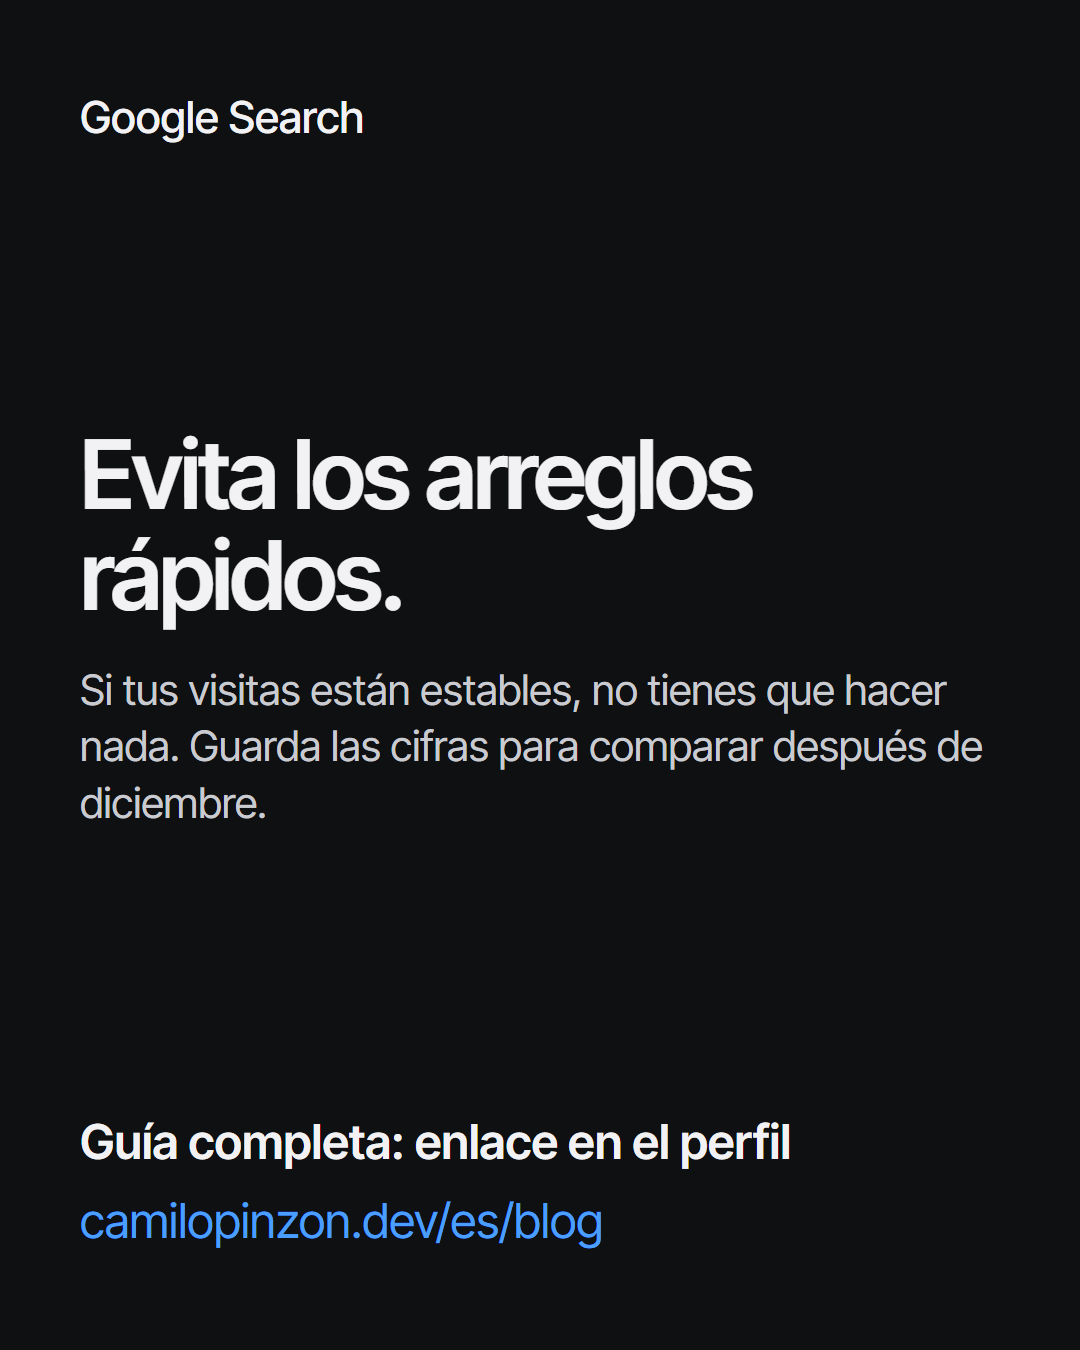 Google Search
Evita los arreglos
rápidos.
Si tus visitas están estables, no tienes que hacer
nada. Guarda las cifras para comparar después de
diciembre.
Guía completa: enlace en el perfil
camilopinzon.dev/es/blog